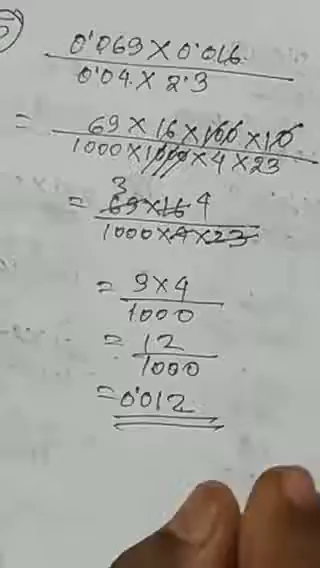 0.069 × 0.016
0.04 × 2.3
= 69 × 16 × 100 × 10
1000 × 1000 × 4 × 23
3
= 69 × 16 4
1000 × 4 × 23
= 3 × 4
1000
= 12
1000
= 0.012